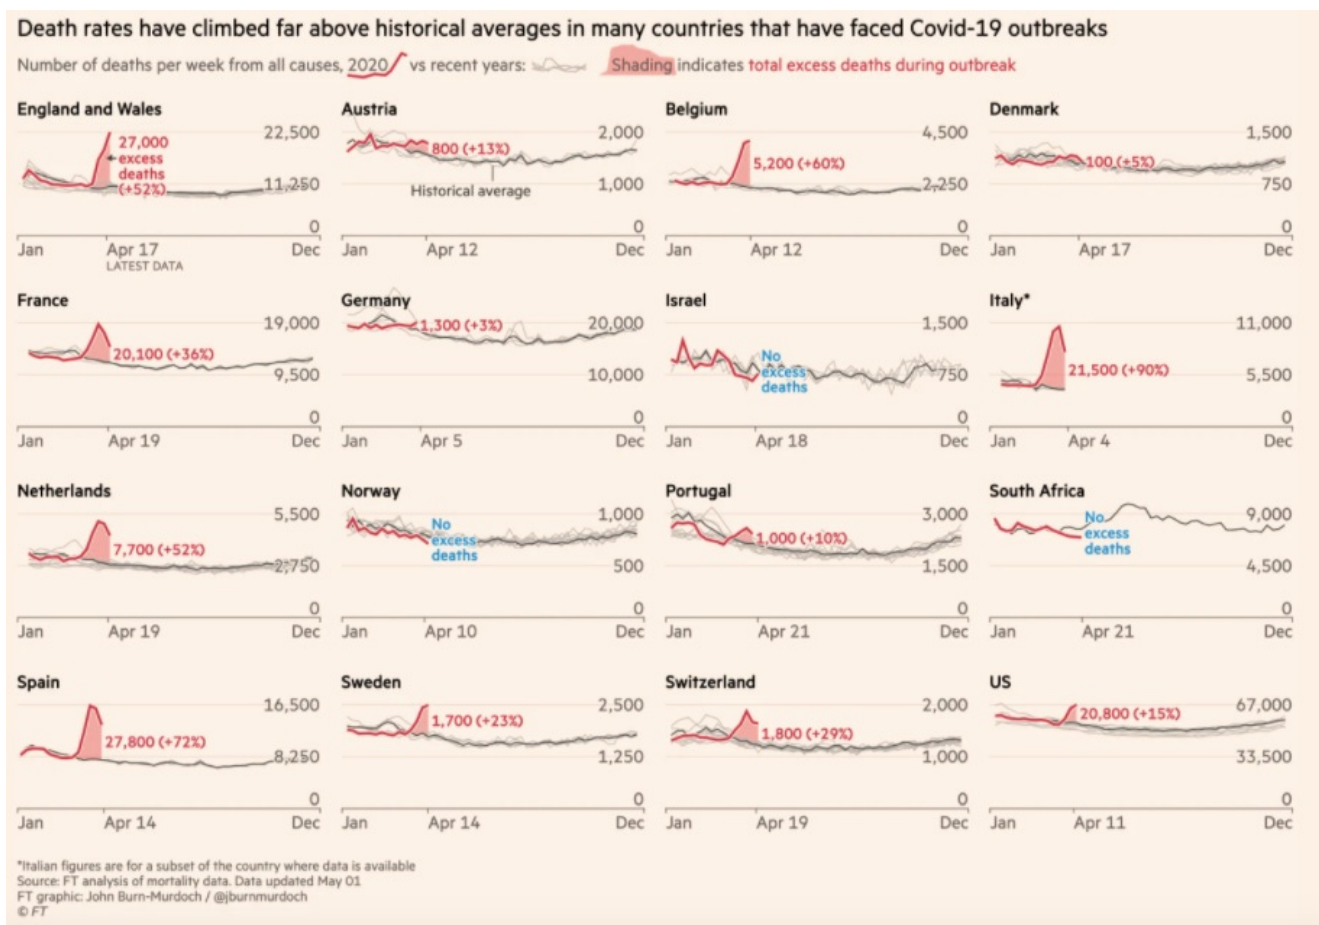 Death rates have climbed far above historical averages in many countries that have faced Covid-19 outbreaks
Number of deaths per week from all causes, 2020 vs recent years: Shading indicates total excess deaths during outbreak
England and Wales
22,500
27,000
excess
deaths
(+52%)
11,250
0
Jan Apr 17 Dec
LATEST DATA
Austria
2,000
800 (+13%)
1,000
Historical average
0
Jan Apr 12 Dec
Belgium
4,500
5,200 (+60%)
2,250
0
Jan Apr 12 Dec
Denmark
1,500
100 (+5%)
750
0
Jan Apr 17 Dec
France
19,000
20,100 (+36%)
9,500
0
Jan Apr 19 Dec
Germany
1,300 (+3%) 20,000
10,000
0
Jan Apr 5 Dec
Israel
1,500
No
excess
deaths
750
0
Jan Apr 18 Dec
Italy*
11,000
21,500 (+90%)
5,500
0
Jan Apr 4 Dec
Netherlands
5,500
7,700 (+52%)
2,750
0
Jan Apr 19 Dec
Norway
1,000
No
excess
deaths
500
0
Jan Apr 10 Dec
Portugal
3,000
1,000 (+10%)
1,500
0
Jan Apr 21 Dec
South Africa
9,000
No
excess
deaths
4,500
0
Jan Apr 21 Dec
Spain
16,500
27,800 (+72%)
8,250
0
Jan Apr 14 Dec
Sweden
2,500
1,700 (+23%)
1,250
0
Jan Apr 14 Dec
Switzerland
2,000
1,800 (+29%)
1,000
0
Jan Apr 19 Dec
US
67,000
20,800 (+15%)
33,500
0
Jan Apr 11 Dec
*Italian figures are for a subset of the country where data is available
Source: FT analysis of mortality data. Data updated May 01
FT graphic: John Burn-Murdoch / @jburnmurdoch
© FT